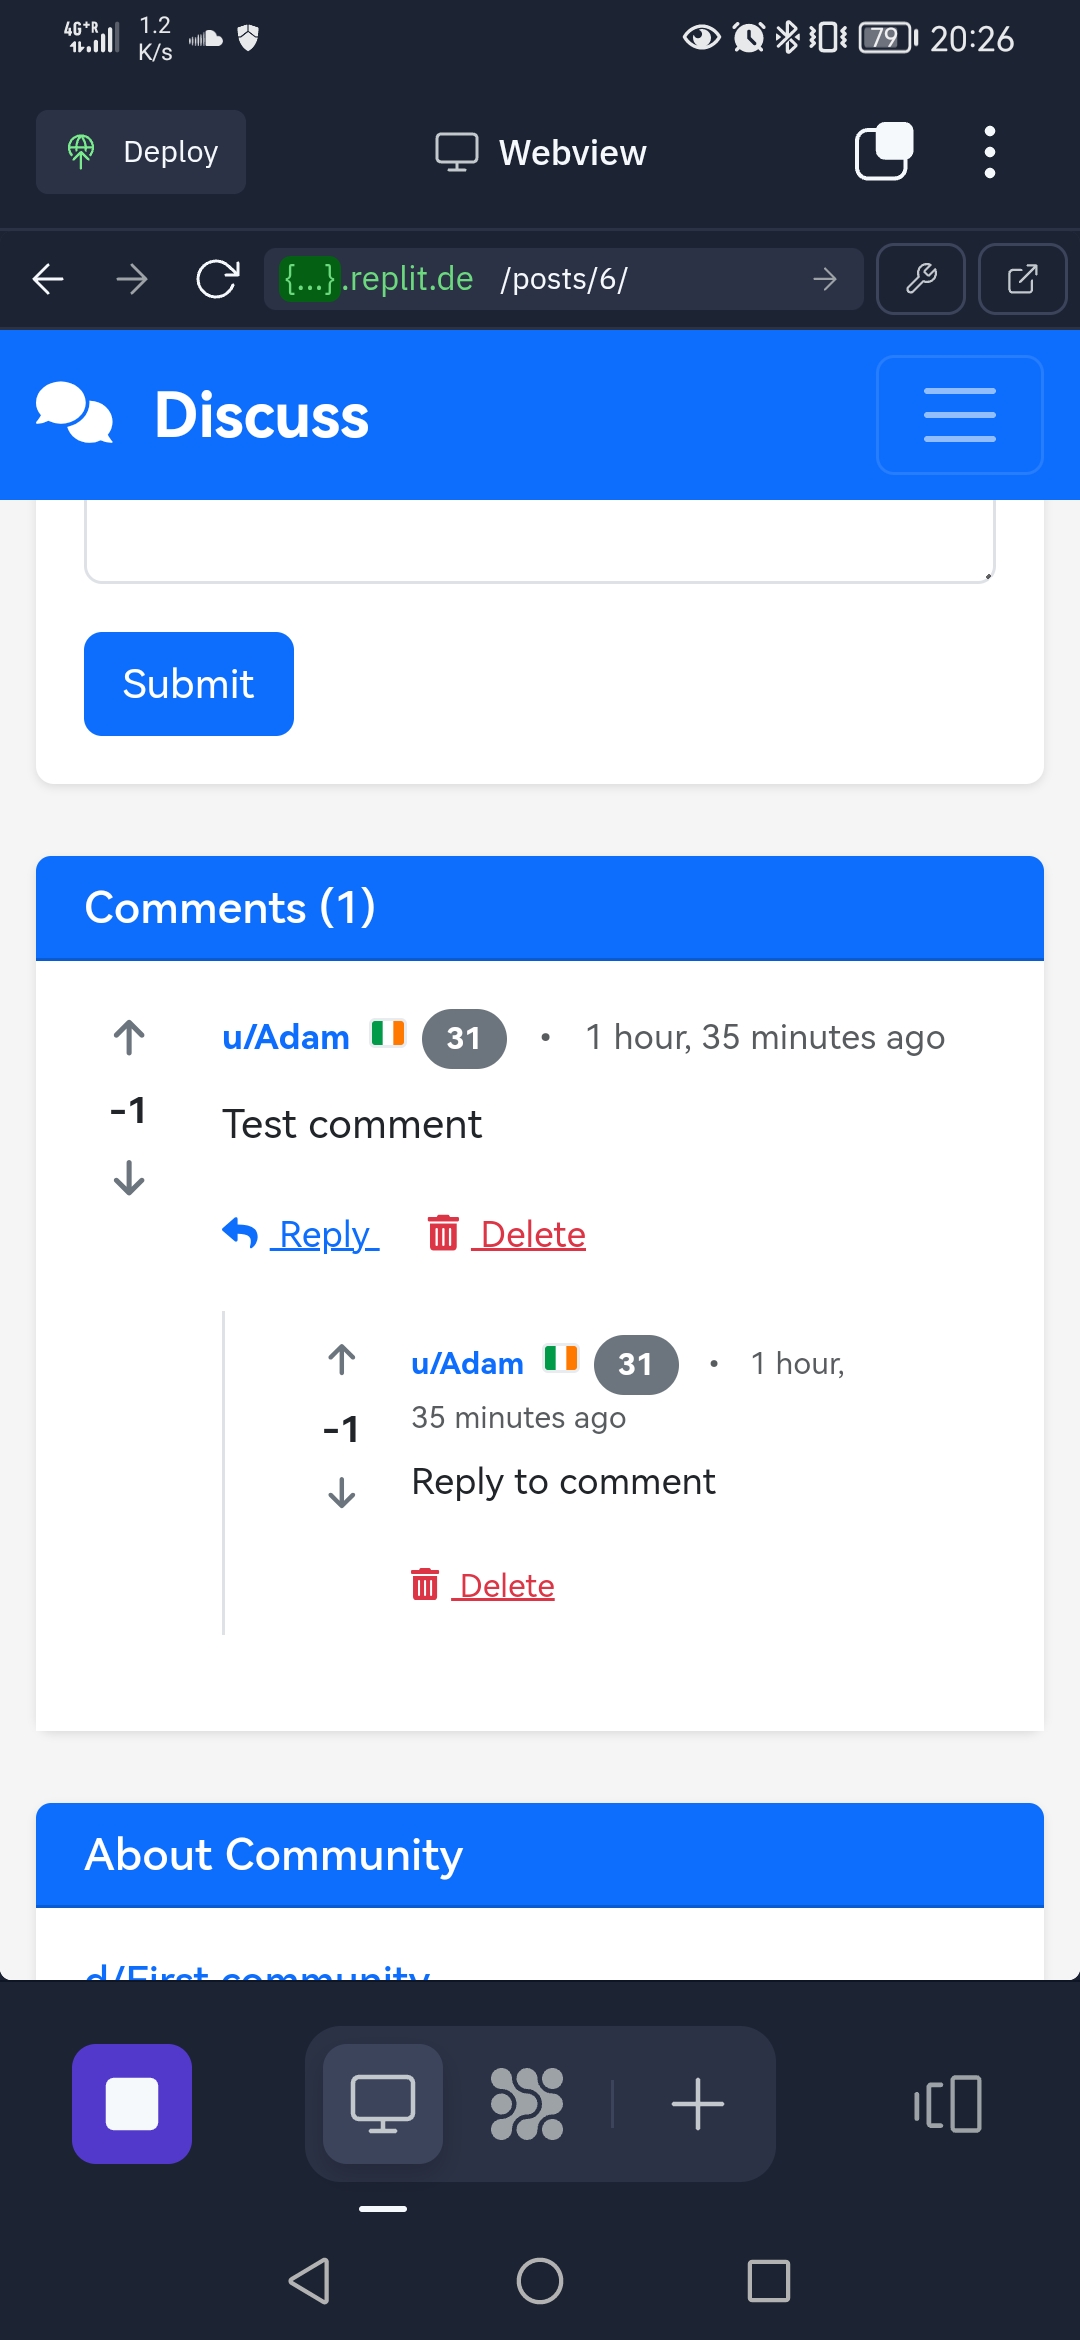 4G+R 1.2 K/s 79 20:26
Deploy Webview
{...}.replit.de /posts/6/
Discuss
Submit
Comments (1)
u/Adam 31 • 1 hour, 35 minutes ago
-1
Test comment
Reply Delete
u/Adam 31 • 1 hour,
35 minutes ago
-1
Reply to comment
Delete
About Community
d/First community